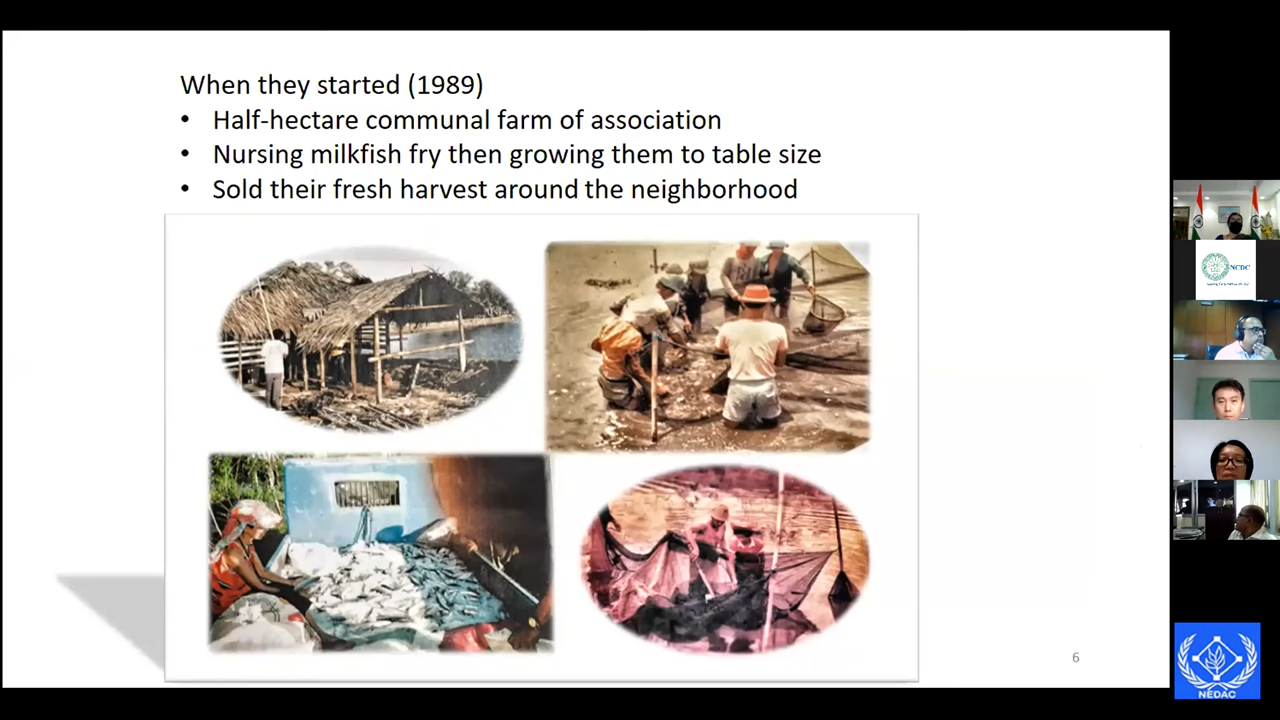 When they started (1989)
• Half-hectare communal farm of association
• Nursing milkfish fry then growing them to table size
• Sold their fresh harvest around the neighborhood
6
NCDC
NEDAC